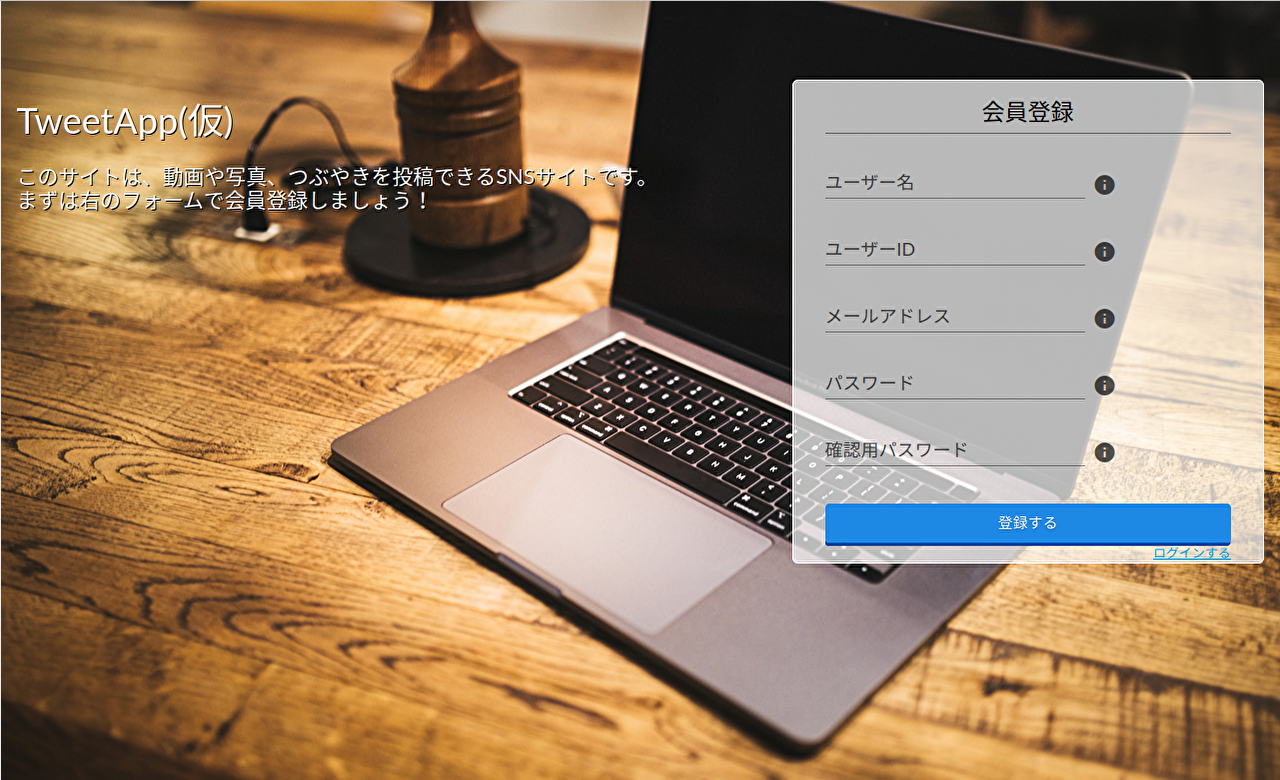 TweetApp(仮)
このサイトは、動画や写真、つぶやきを投稿できるSNSサイトです。
まずは右のフォームで会員登録しましょう！
会員登録
ユーザー名
ユーザーID
メールアドレス
パスワード
確認用パスワード
登録する
ログインする